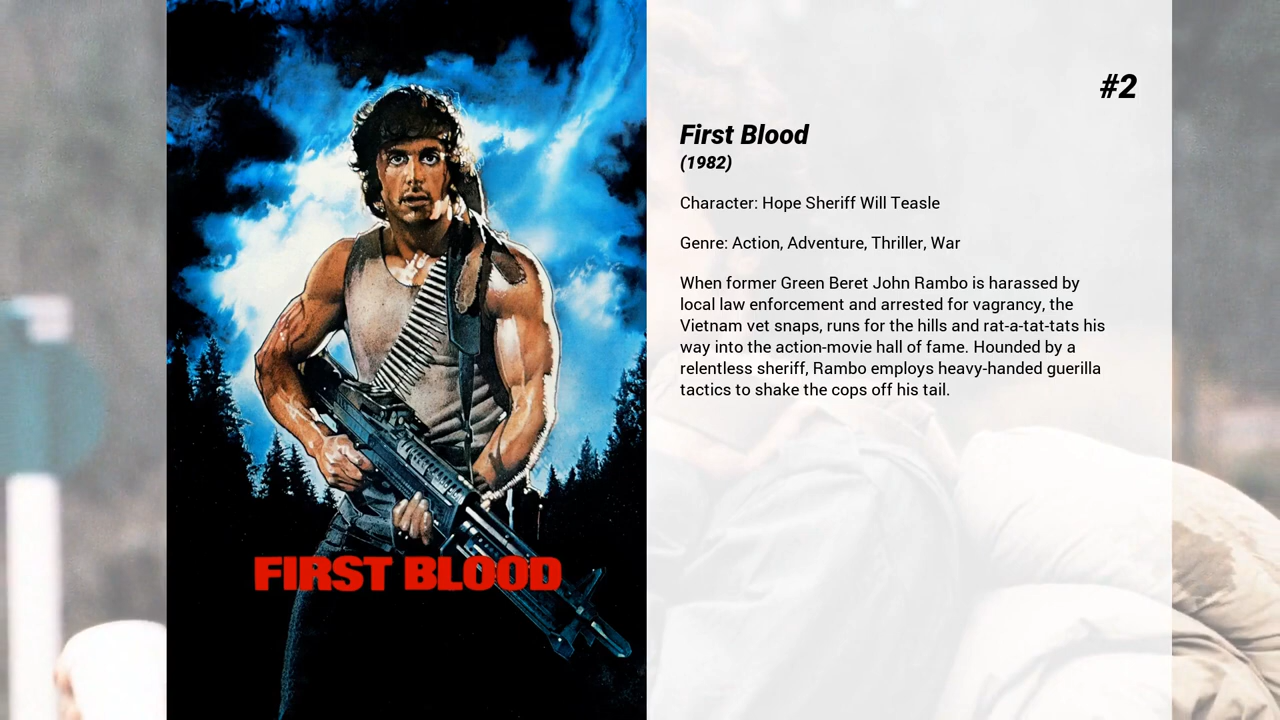 #2
First Blood
(1982)
Character: Hope Sheriff Will Teasle
Genre: Action, Adventure, Thriller, War
When former Green Beret John Rambo is harassed by
local law enforcement and arrested for vagrancy, the
Vietnam vet snaps, runs for the hills and rat-a-tat-tats his
way into the action-movie hall of fame. Hounded by a
relentless sheriff, Rambo employs heavy-handed guerilla
tactics to shake the cops off his tail.
FIRST BLOOD